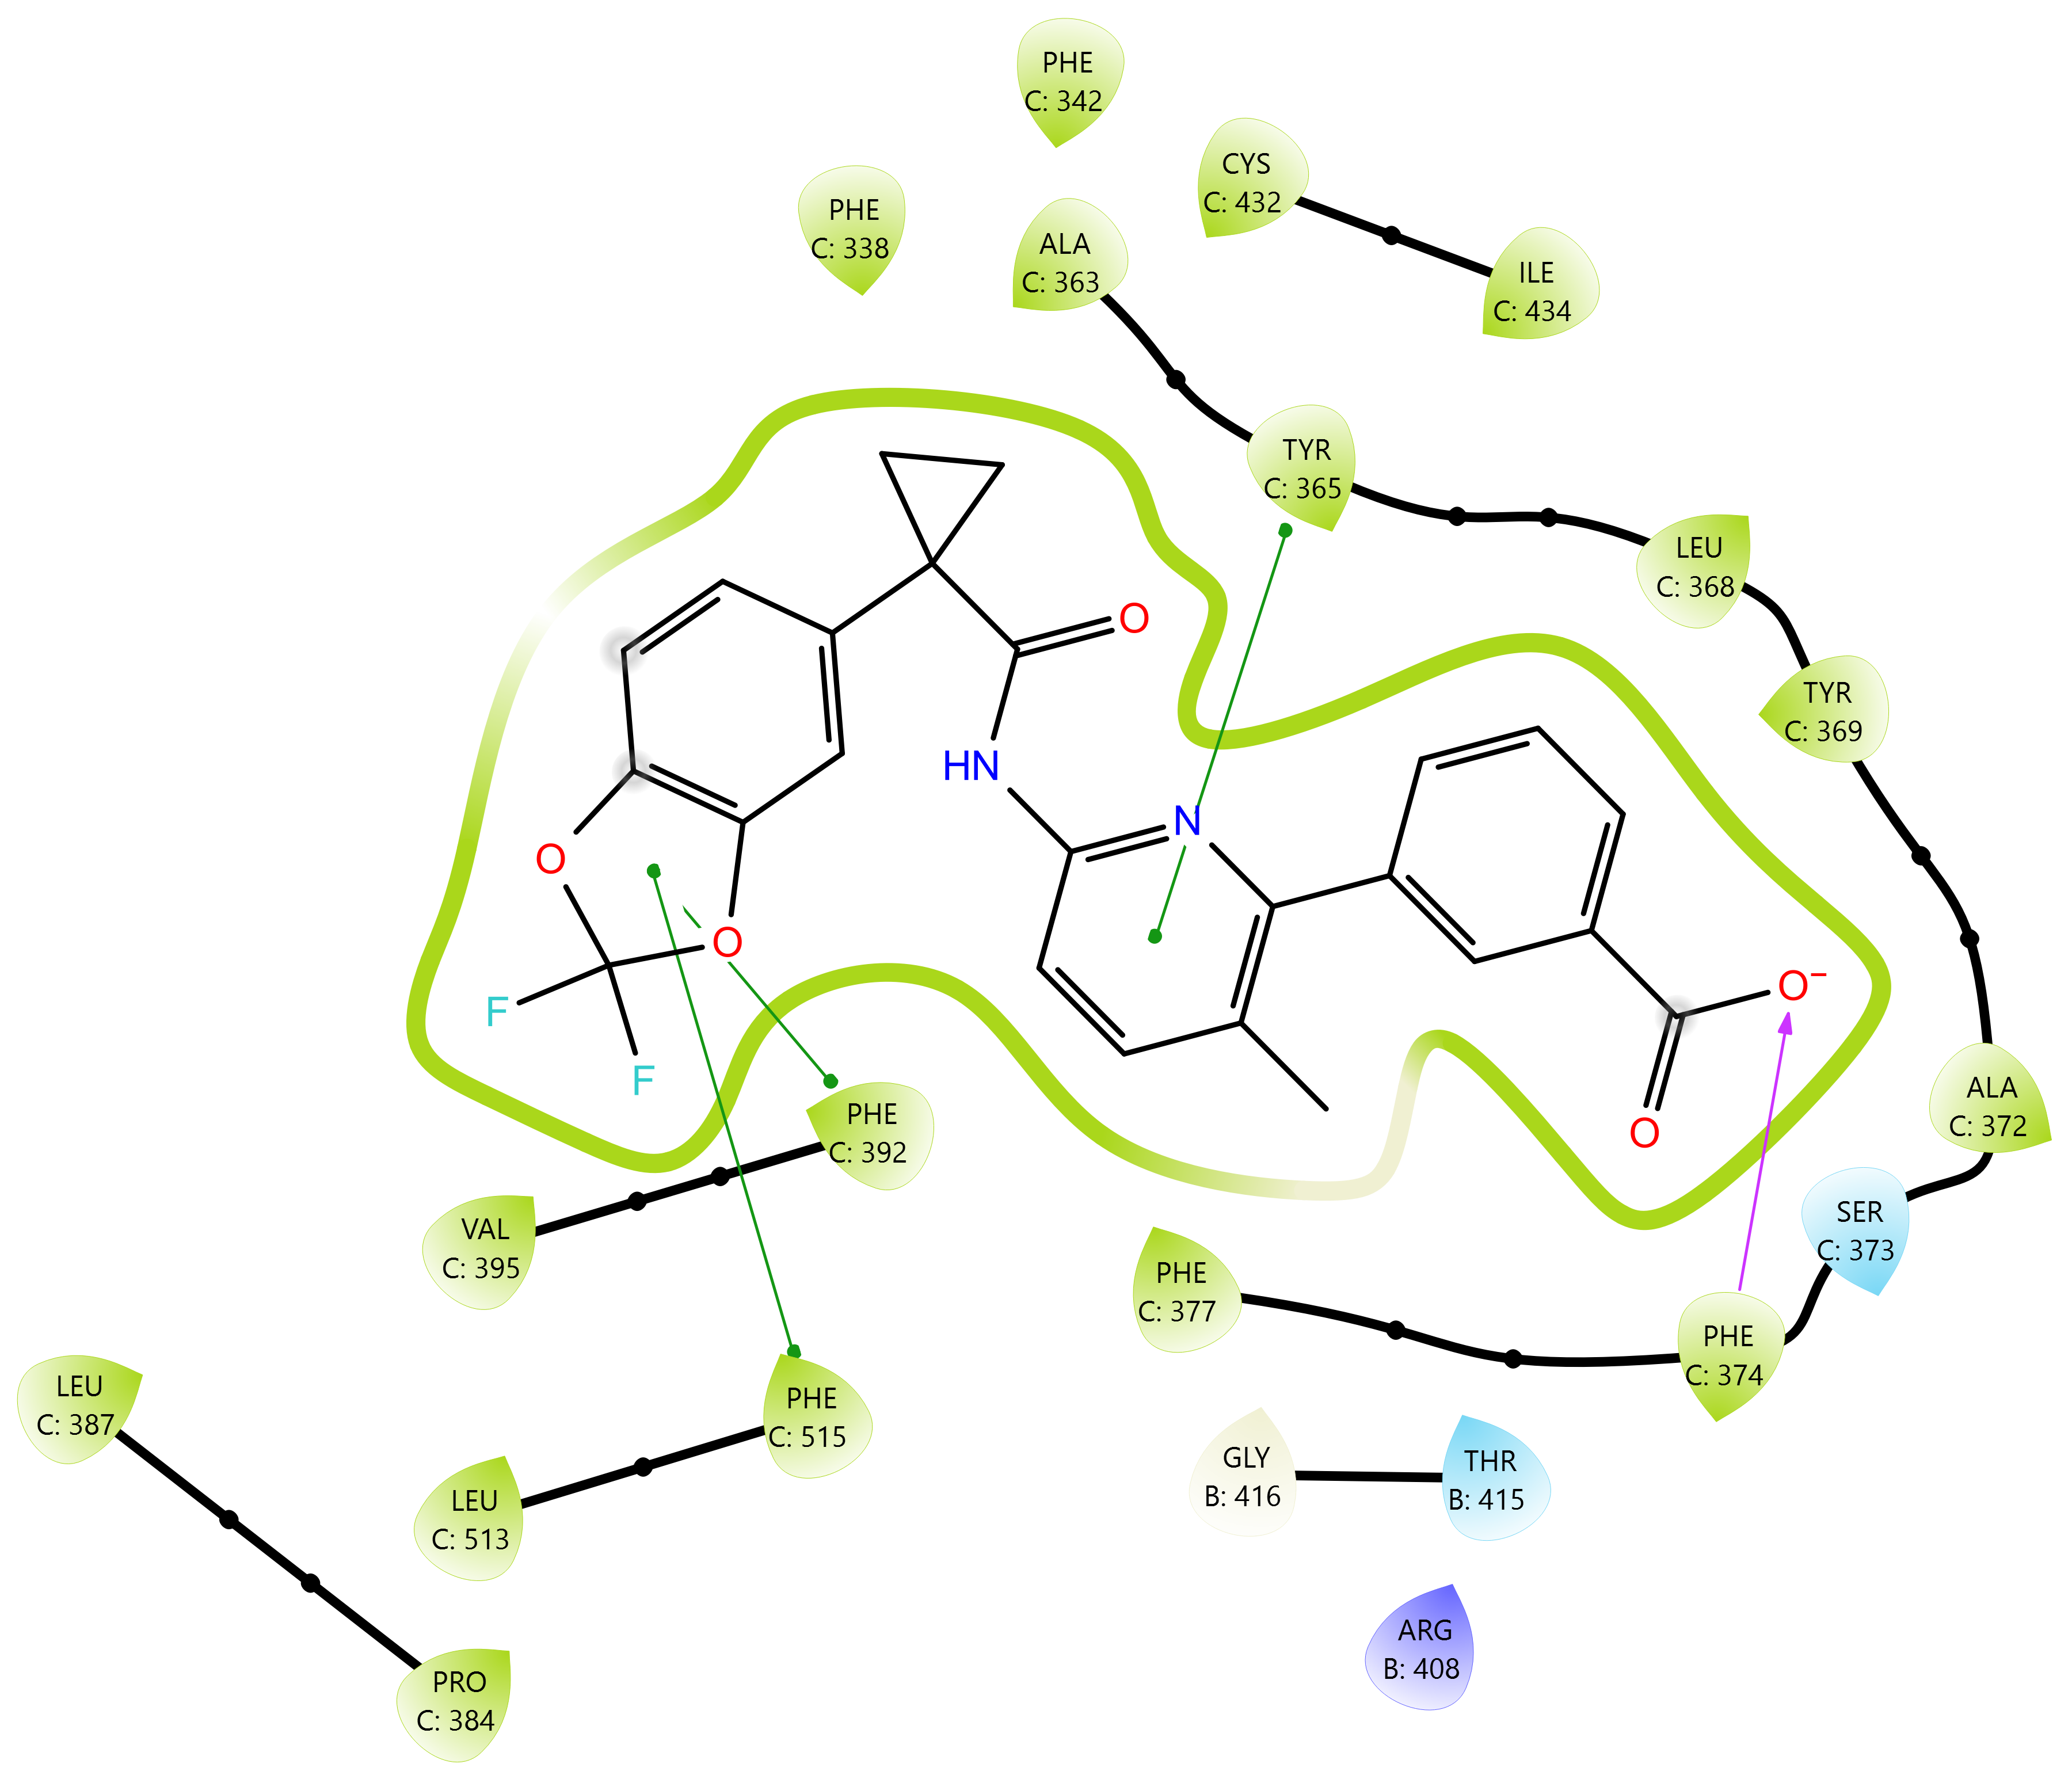 PHE
C: 342
CYS
C: 432
PHE
C: 338
ALA
C: 363
ILE
C: 434
TYR
C: 365
LEU
C: 368
O
TYR
C: 369
HN
N
O
O
O−
F
F
PHE
C: 392
O
ALA
C: 372
SER
C: 373
VAL
C: 395
PHE
C: 377
PHE
C: 374
LEU
C: 387
PHE
C: 515
GLY
B: 416
THR
B: 415
LEU
C: 513
ARG
B: 408
PRO
C: 384